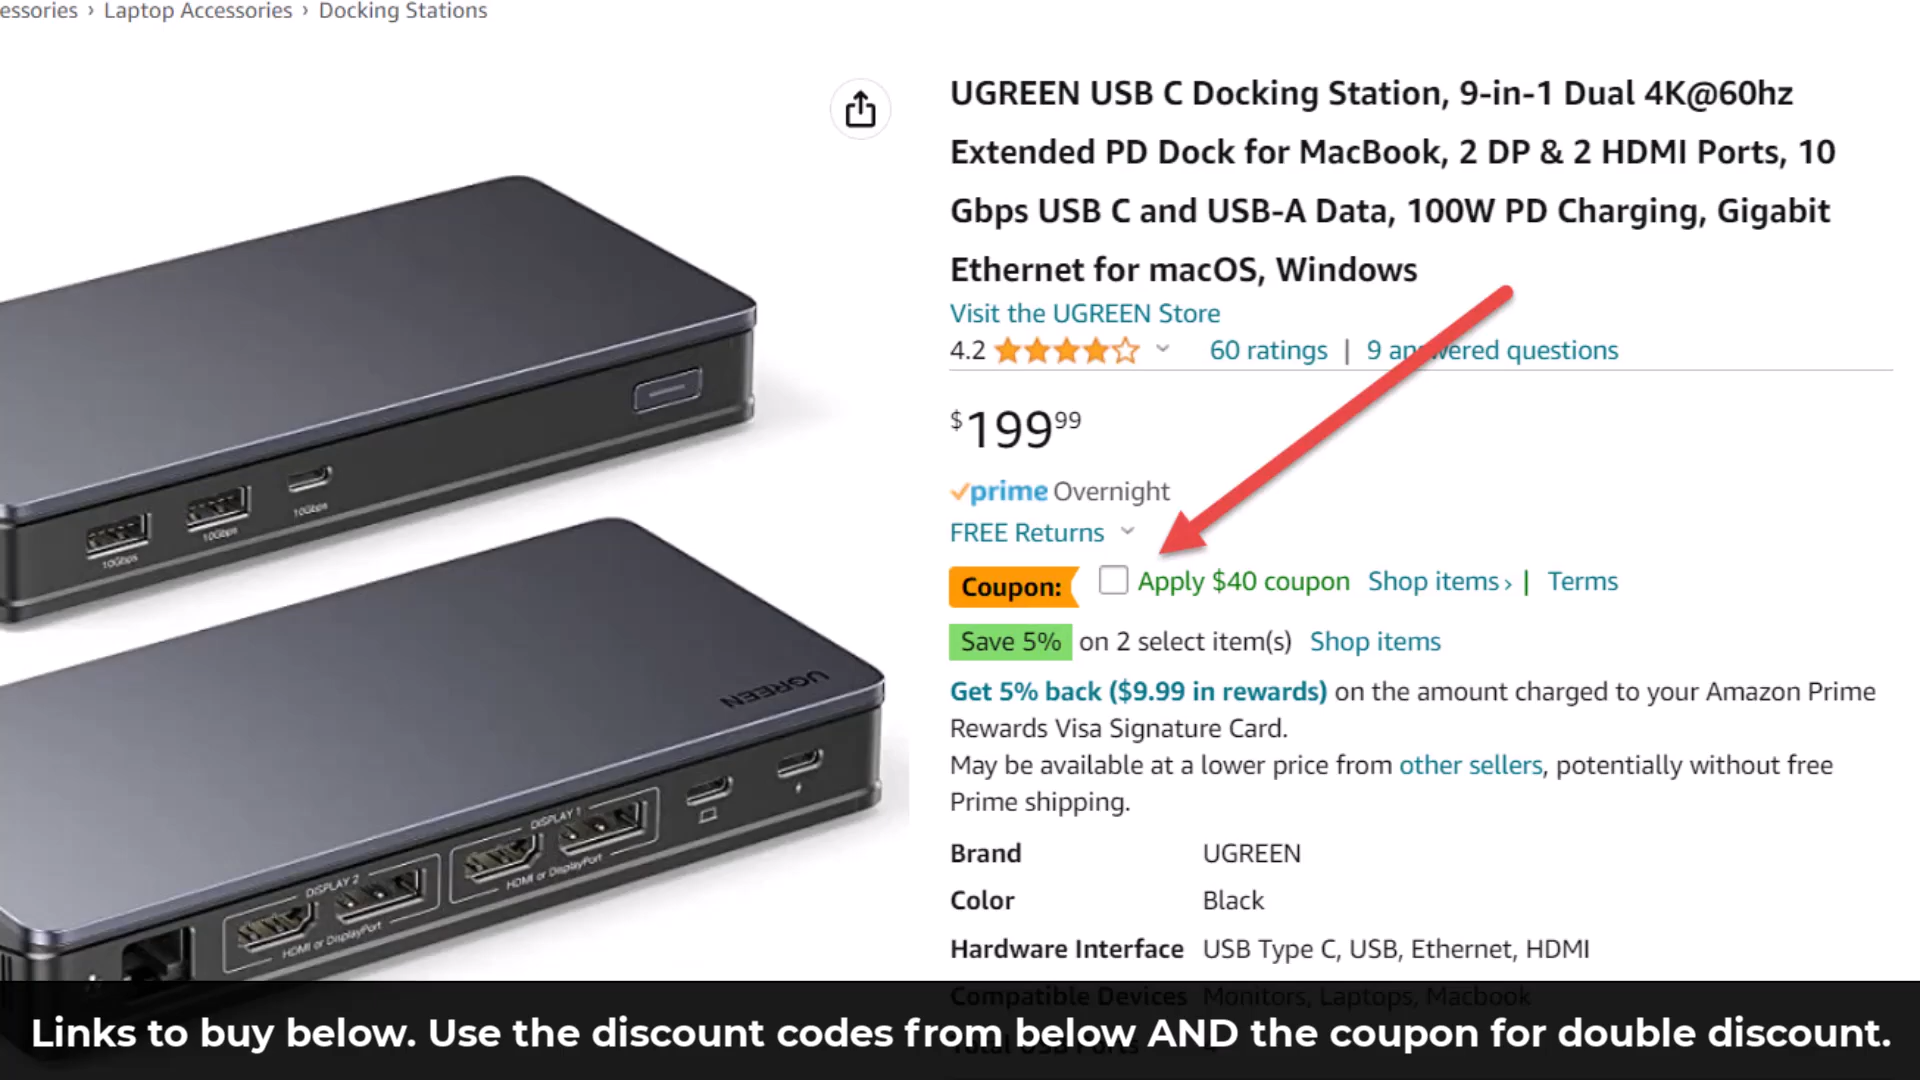 essories › Laptop Accessories › Docking Stations
UGREEN USB C Docking Station, 9-in-1 Dual 4K@60hz
Extended PD Dock for MacBook, 2 DP & 2 HDMI Ports, 10
Gbps USB C and USB-A Data, 100W PD Charging, Gigabit
Ethernet for macOS, Windows
Visit the UGREEN Store
4.2 60 ratings | 9 answered questions
$199.99
prime Overnight
FREE Returns
Coupon: Apply $40 coupon Shop items › | Terms
Save 5% on 2 select item(s) Shop items
Get 5% back ($9.99 in rewards) on the amount charged to your Amazon Prime
Rewards Visa Signature Card.
May be available at a lower price from other sellers, potentially without free
Prime shipping.
Brand UGREEN
Color Black
Hardware Interface USB Type C, USB, Ethernet, HDMI
Compatible Devices Monitors, Laptops, Macbook
10Gbps
10Gbps
10Gbps
UGREEN
DISPLAY 1
HDMI or DisplayPort
DISPLAY 2
HDMI or DisplayPort
Links to buy below. Use the discount codes from below AND the coupon for double discount.